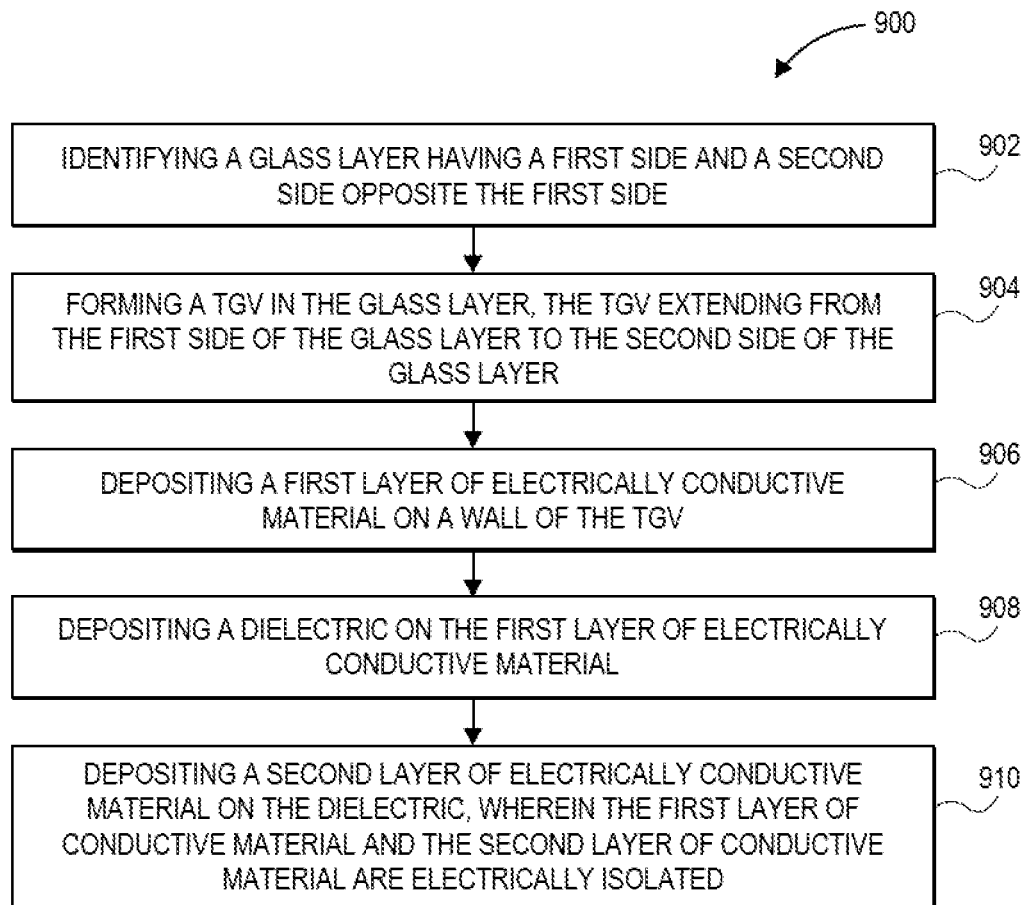 900
IDENTIFYING A GLASS LAYER HAVING A FIRST SIDE AND A SECOND
SIDE OPPOSITE THE FIRST SIDE
902
FORMING A TGV IN THE GLASS LAYER, THE TGV EXTENDING FROM
THE FIRST SIDE OF THE GLASS LAYER TO THE SECOND SIDE OF THE
GLASS LAYER
904
DEPOSITING A FIRST LAYER OF ELECTRICALLY CONDUCTIVE
MATERIAL ON A WALL OF THE TGV
906
DEPOSITING A DIELECTRIC ON THE FIRST LAYER OF ELECTRICALLY
CONDUCTIVE MATERIAL
908
DEPOSITING A SECOND LAYER OF ELECTRICALLY CONDUCTIVE
MATERIAL ON THE DIELECTRIC, WHEREIN THE FIRST LAYER OF
CONDUCTIVE MATERIAL AND THE SECOND LAYER OF CONDUCTIVE
MATERIAL ARE ELECTRICALLY ISOLATED
910